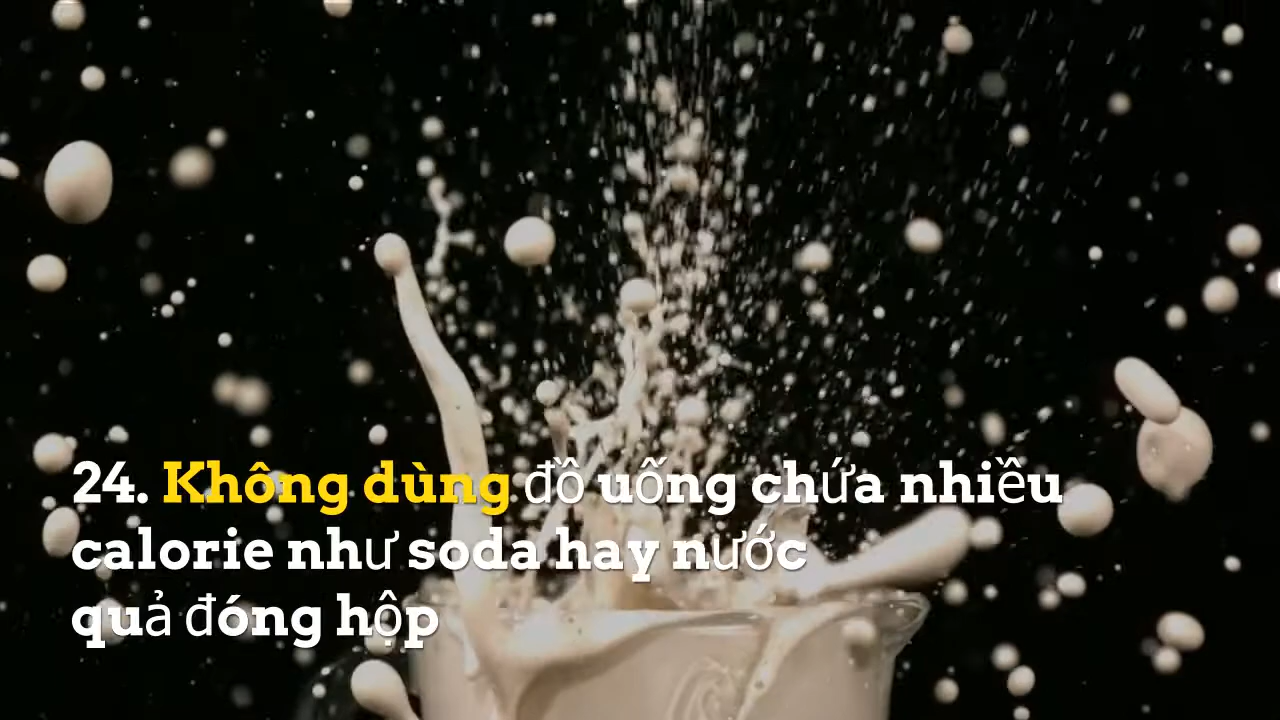 24. Không dùng đồ uống chứa nhiều
calorie như soda hay nước
quả đóng hộp